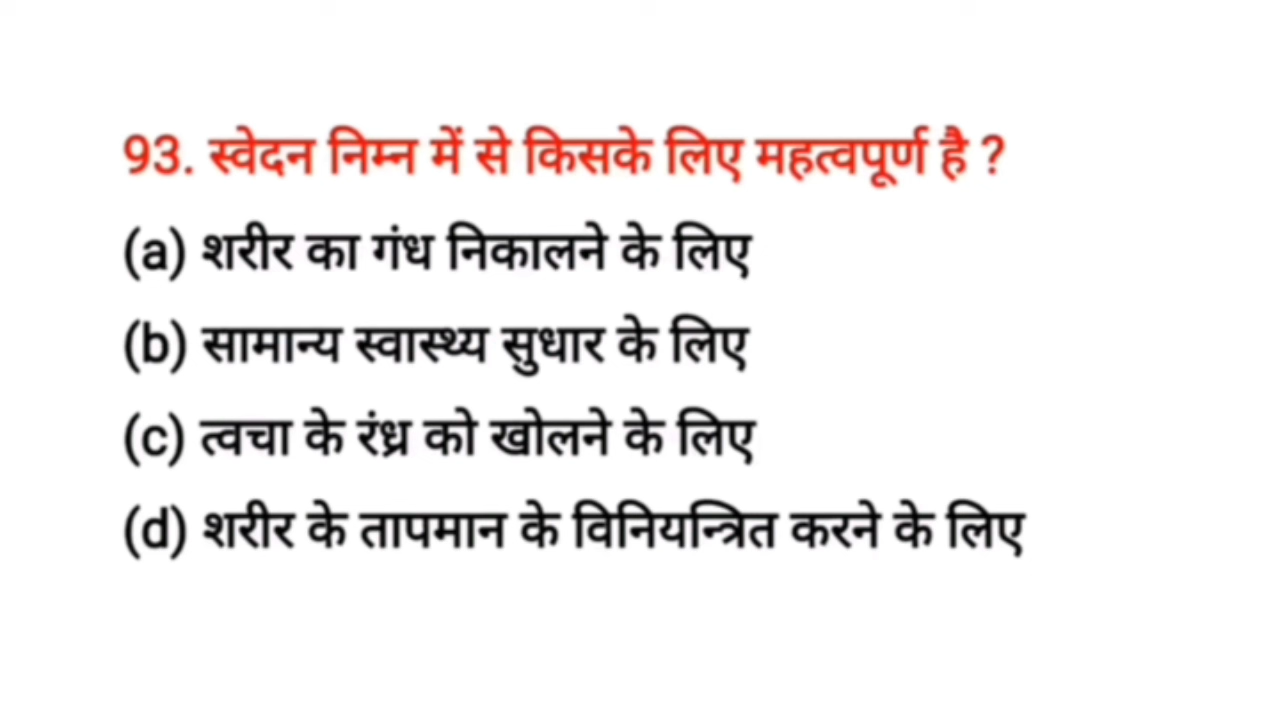 93. स्वेदन निम्न में से किसके लिए महत्वपूर्ण है ?
(a) शरीर का गंध निकालने के लिए
(b) सामान्य स्वास्थ्य सुधार के लिए
(c) त्वचा के रंध्र को खोलने के लिए
(d) शरीर के तापमान के विनियन्त्रित करने के लिए